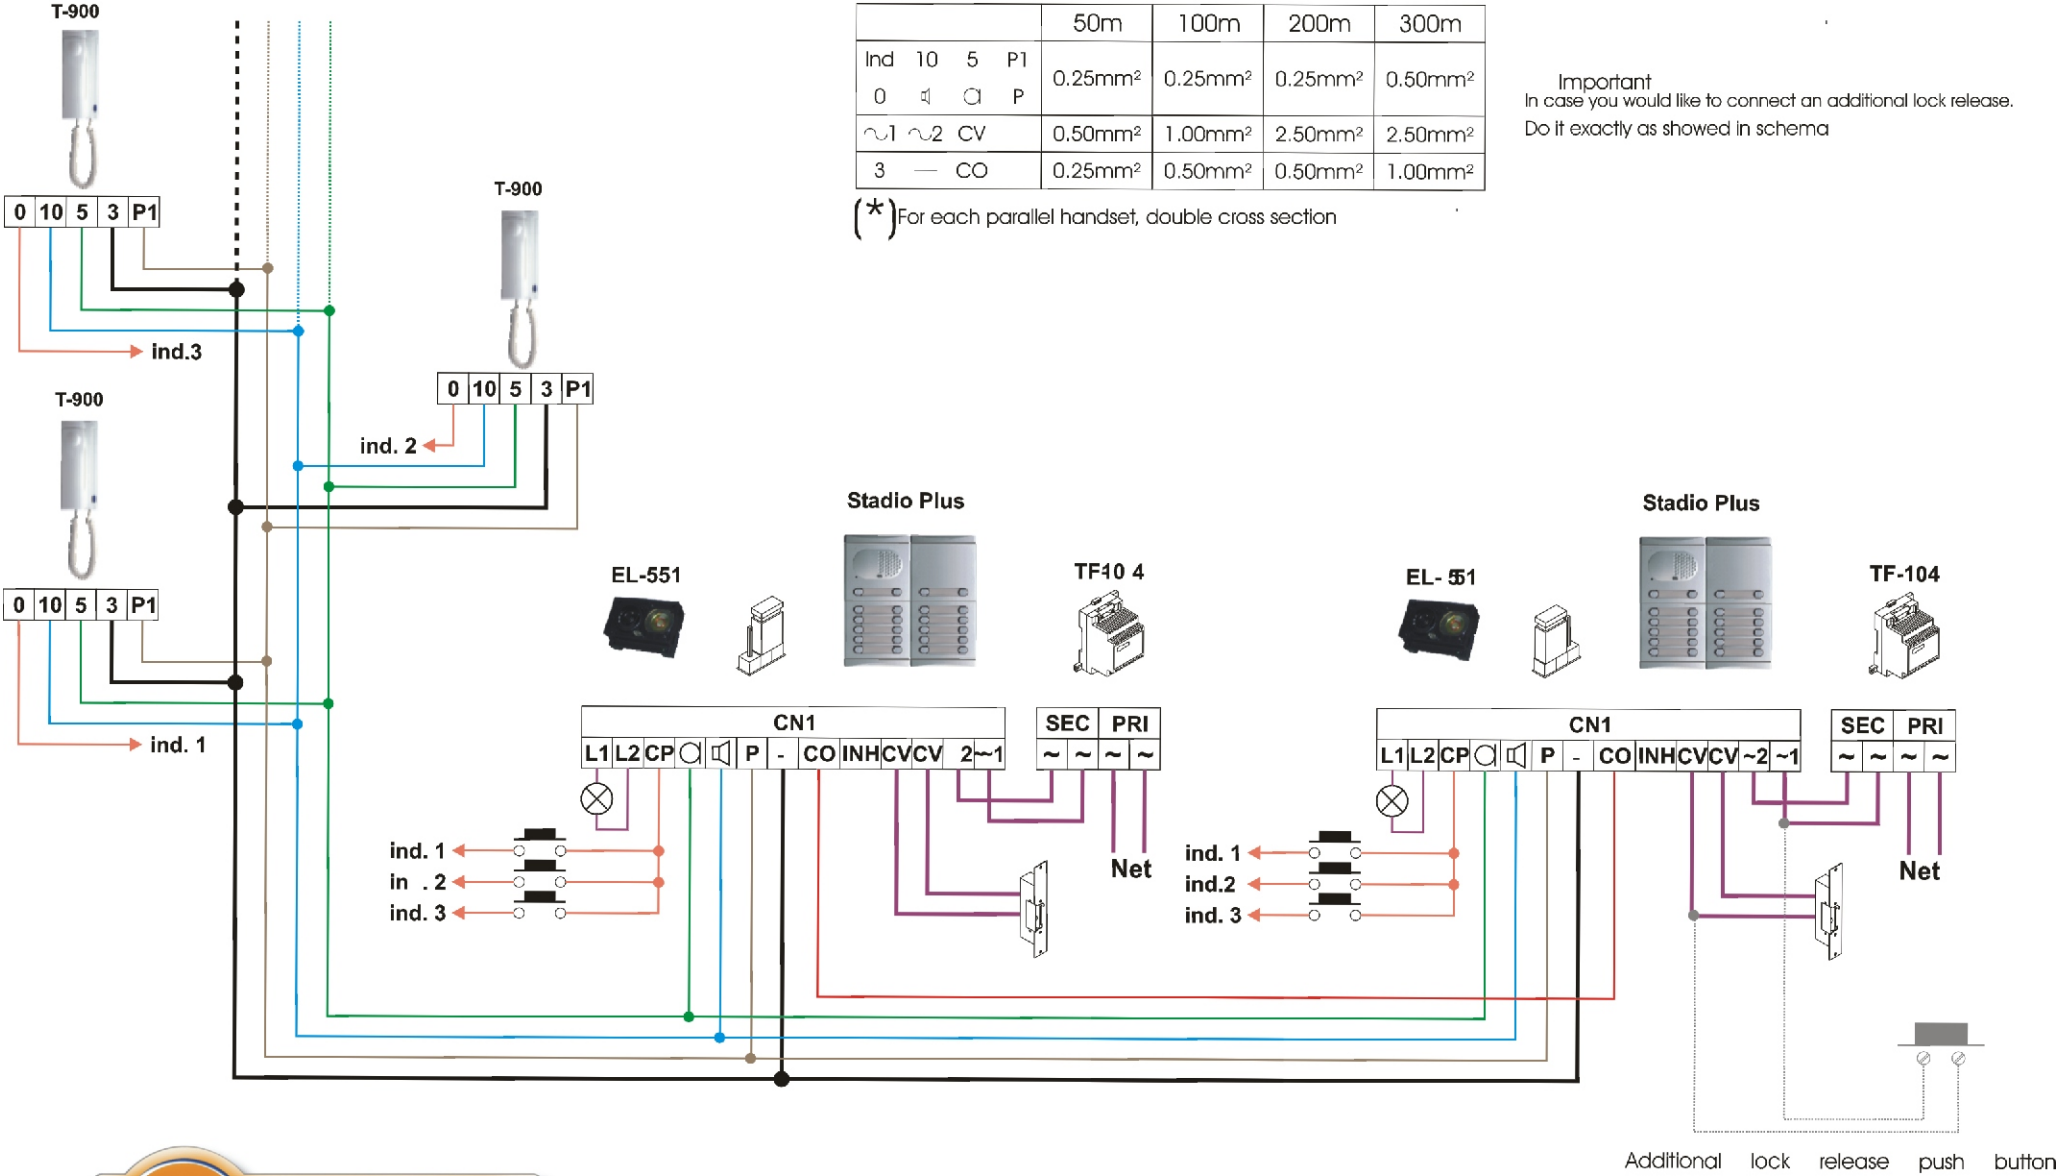 T-900
0 10 5 3 P1
ind.3
T-900
0 10 5 3 P1
ind. 2
T-900
0 10 5 3 P1
ind. 1
50m 100m 200m 300m
Ind 10 5 P1
0 P
0.25mm² 0.25mm² 0.25mm² 0.50mm²
~1 ~2 CV 0.50mm² 1.00mm² 2.50mm² 2.50mm²
3 — CO 0.25mm² 0.50mm² 0.50mm² 1.00mm²
(*)For each parallel handset, double cross section
Important
In case you would like to connect an additional lock release.
Do it exactly as showed in schema
Stadio Plus
EL-551
TF-10 4
CN1
L1 L2 CP P - CO INH CV CV 2 ~~1
SEC PRI
~ ~ ~ ~
ind. 1
in . 2
ind. 3
Net
Stadio Plus
EL- 551
TF-104
CN1
L1 L2 CP P - CO INH CV CV ~2 ~1
SEC PRI
~ ~ ~ ~
ind. 1
ind.2
ind. 3
Net
Additional lock release push button